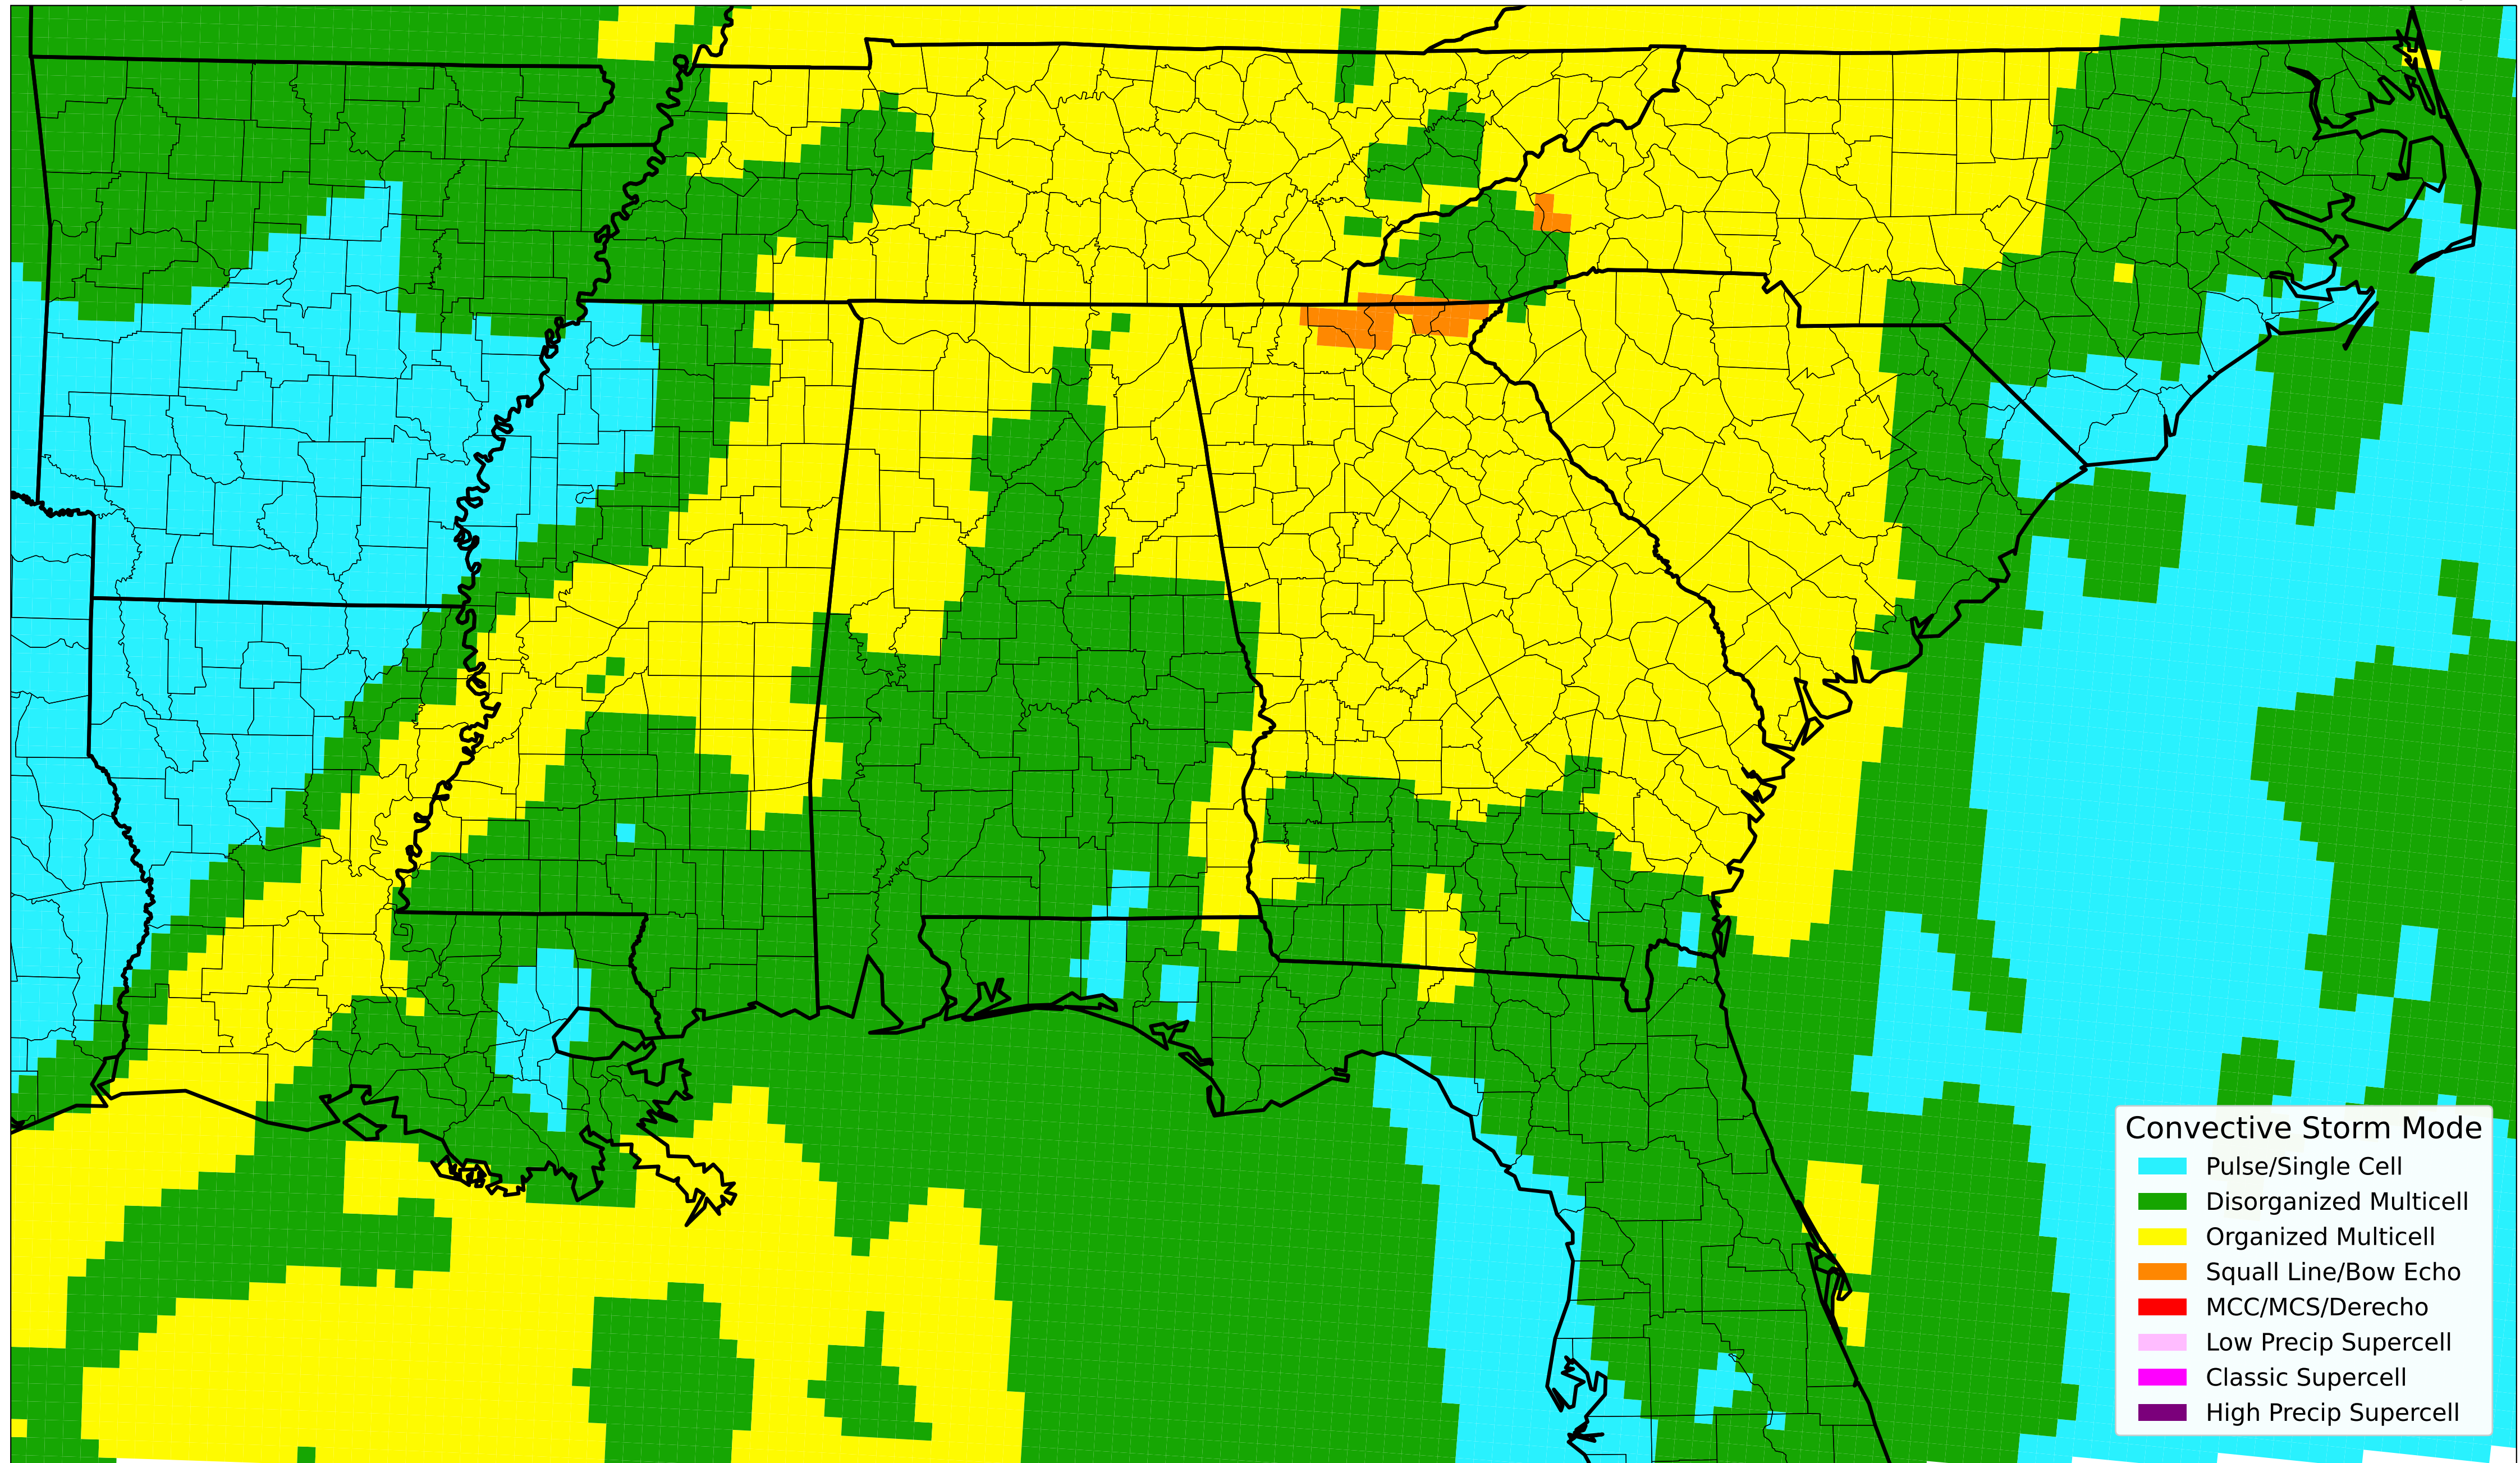 Convective Storm Mode
Pulse/Single Cell
Disorganized Multicell
Organized Multicell
Squall Line/Bow Echo
MCC/MCS/Derecho
Low Precip Supercell
Classic Supercell
High Precip Supercell